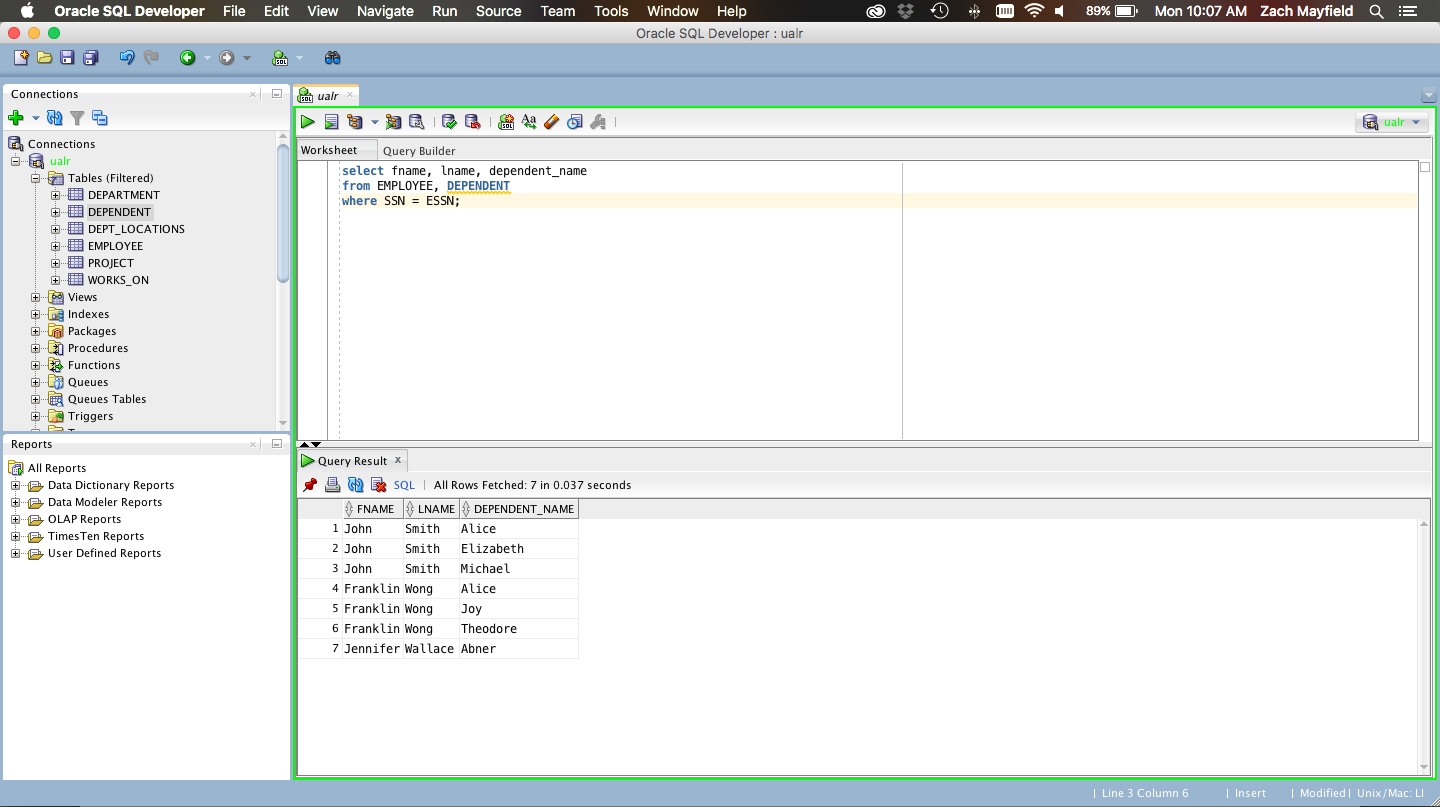 Oracle SQL Developer File Edit View Navigate Run Source Team Tools Window Help 89% Mon 10:07 AM Zach Mayfield
Oracle SQL Developer : ualr
Connections
Connections
ualr
Tables (Filtered)
DEPARTMENT
DEPENDENT
DEPT_LOCATIONS
EMPLOYEE
PROJECT
WORKS_ON
Views
Indexes
Packages
Procedures
Functions
Queues
Queues Tables
Triggers
Reports
All Reports
Data Dictionary Reports
Data Modeler Reports
OLAP Reports
TimesTen Reports
User Defined Reports
ualr
ualr
Worksheet Query Builder
select fname, lname, dependent_name
from EMPLOYEE, DEPENDENT
where SSN = ESSN;
Query Result
SQL | All Rows Fetched: 7 in 0.037 seconds
FNAME LNAME DEPENDENT_NAME
1 John Smith Alice
2 John Smith Elizabeth
3 John Smith Michael
4 Franklin Wong Alice
5 Franklin Wong Joy
6 Franklin Wong Theodore
7 Jennifer Wallace Abner
| Line 3 Column 6 | Insert | Modified | Unix/Mac: LI